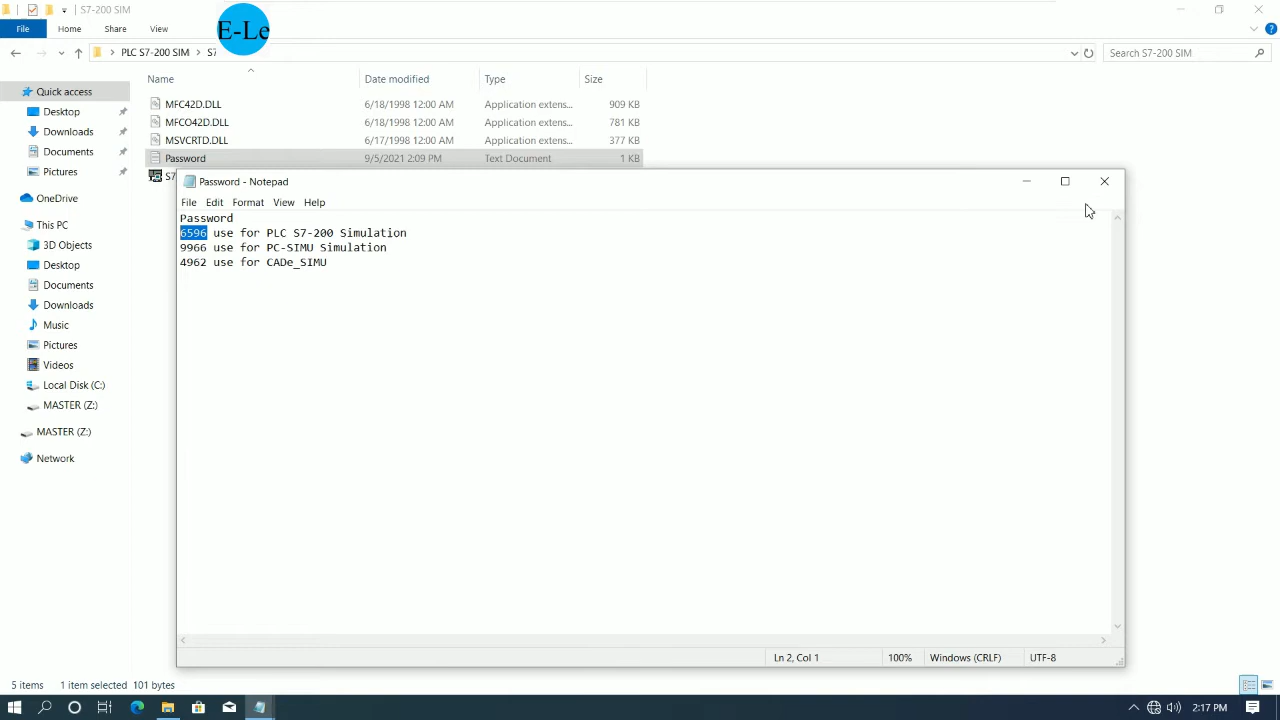 S7-200 SIM
File
Home
Share
View
E-Le
PLC S7-200 SIM
S7
Search S7-200 SIM
Name
Date modified
Type
Size
MFC42D.DLL
6/18/1998 12:00 AM
Application extens...
909 KB
MFCO42D.DLL
6/18/1998 12:00 AM
Application extens...
781 KB
MSVCRTD.DLL
6/17/1998 12:00 AM
Application extens...
377 KB
Password
9/5/2021 2:09 PM
Text Document
1 KB
S7
Quick access
Desktop
Downloads
Documents
Pictures
OneDrive
This PC
3D Objects
Desktop
Documents
Downloads
Music
Pictures
Videos
Local Disk (C:)
MASTER (Z:)
MASTER (Z:)
Network
Password - Notepad
File
Edit
Format
View
Help
Password
6596 use for PLC S7-200 Simulation
9966 use for PC-SIMU Simulation
4962 use for CADe_SIMU
Ln 2, Col 1
100%
Windows (CRLF)
UTF-8
5 items
1 item selected 101 bytes
2:17 PM